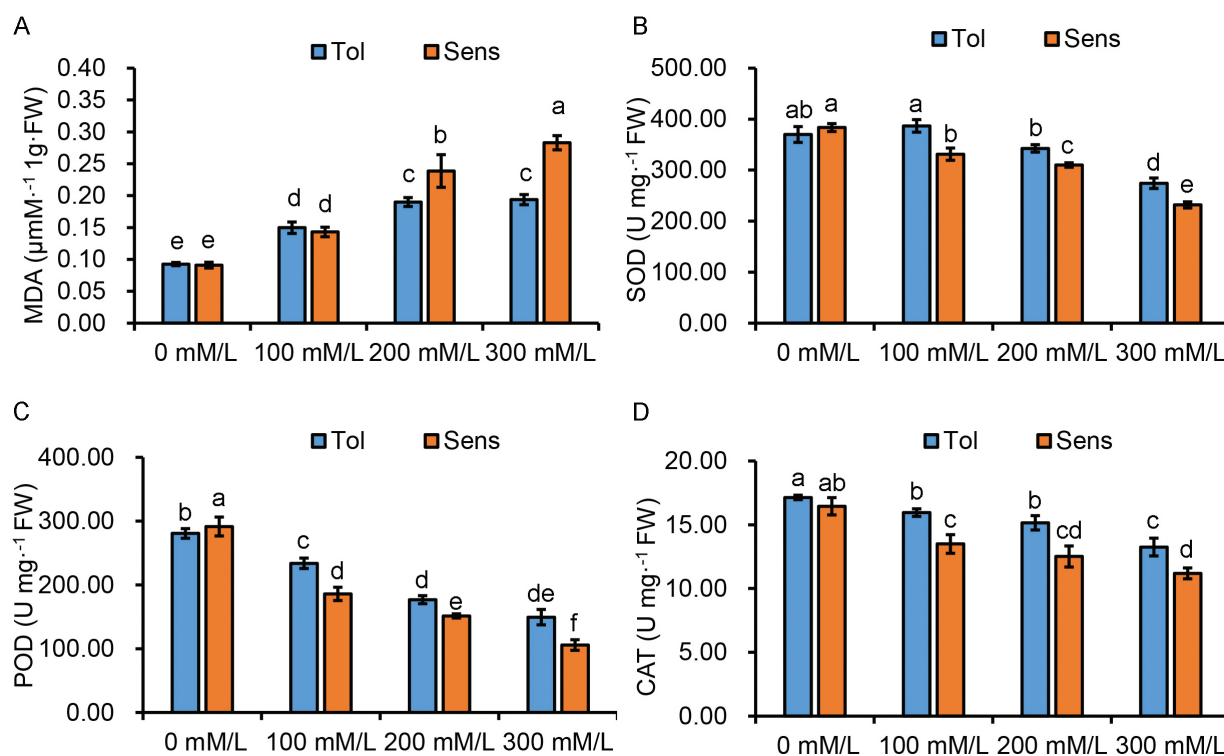 A
Tol Sens
0.40
0.35
0.30
0.25
0.20
0.15
0.10
0.05
0.00
MDA (μmM·⁻¹ 1g·FW)
e e d d c b c a
0 mM/L 100 mM/L 200 mM/L 300 mM/L
B
Tol Sens
500.00
400.00
300.00
200.00
100.00
0.00
SOD (U mg·⁻¹ FW)
ab a a b b c d e
0 mM/L 100 mM/L 200 mM/L 300 mM/L
C
Tol Sens
400.00
300.00
200.00
100.00
0.00
POD (U mg·⁻¹ FW)
b a c d d e de f
0 mM/L 100 mM/L 200 mM/L 300 mM/L
D
Tol Sens
20.00
15.00
10.00
5.00
0.00
CAT (U mg·⁻¹ FW)
a ab b c b cd c d
0 mM/L 100 mM/L 200 mM/L 300 mM/L